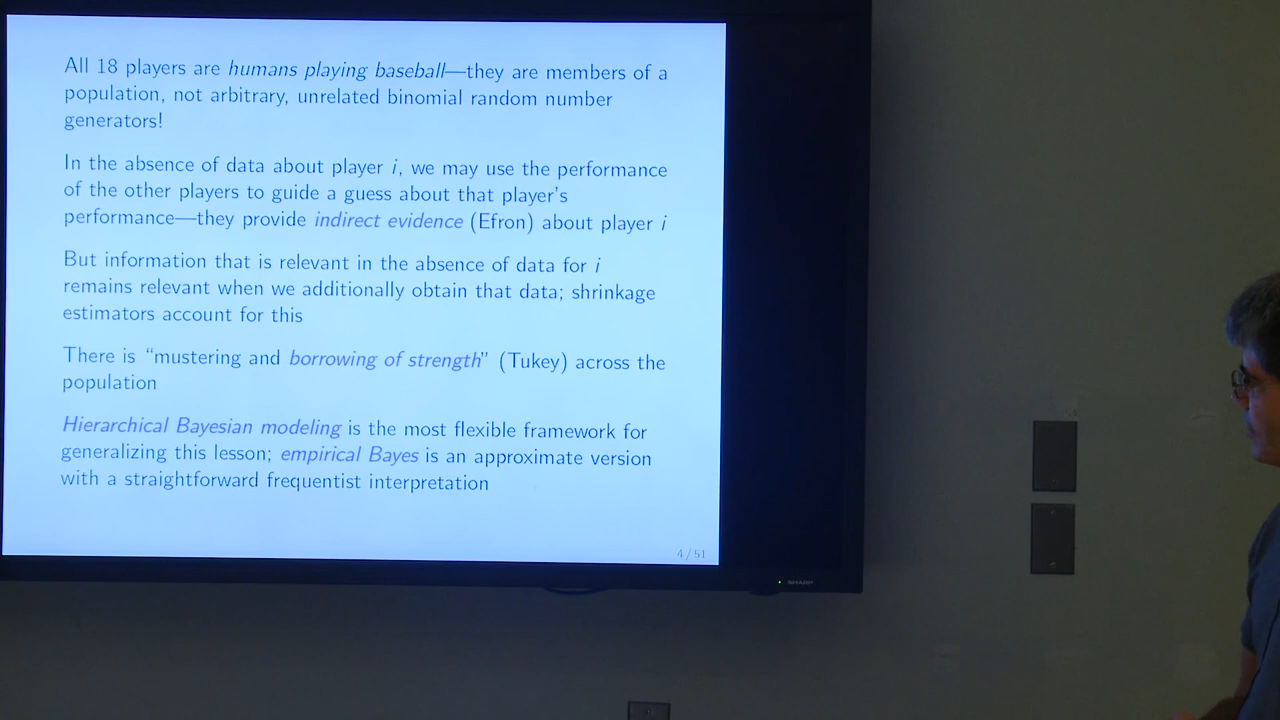 All 18 players are humans playing baseball—they are members of a
population, not arbitrary, unrelated binomial random number
generators!
In the absence of data about player i, we may use the performance
of the other players to guide a guess about that player's
performance—they provide indirect evidence (Efron) about player i
But information that is relevant in the absence of data for i
remains relevant when we additionally obtain that data; shrinkage
estimators account for this
There is “mustering and borrowing of strength” (Tukey) across the
population
Hierarchical Bayesian modeling is the most flexible framework for
generalizing this lesson; empirical Bayes is an approximate version
with a straightforward frequentist interpretation
4 / 51
SHARP